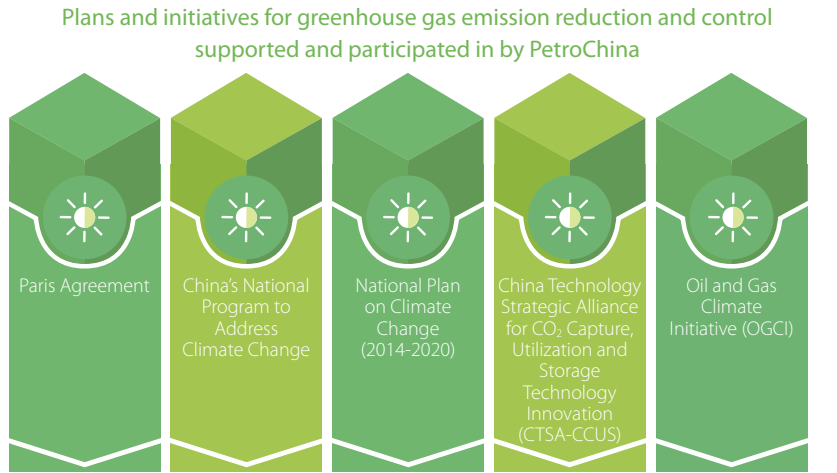 Plans and initiatives for greenhouse gas emission reduction and control
supported and participated in by PetroChina
Paris Agreement
China's National
Program to
Address
Climate Change
National Plan
on Climate
Change
(2014-2020)
China Technology
Strategic Alliance
for CO₂ Capture,
Utilization and
Storage
Technology
Innovation
(CTSA-CCUS)
Oil and Gas
Climate
Initiative (OGCI)